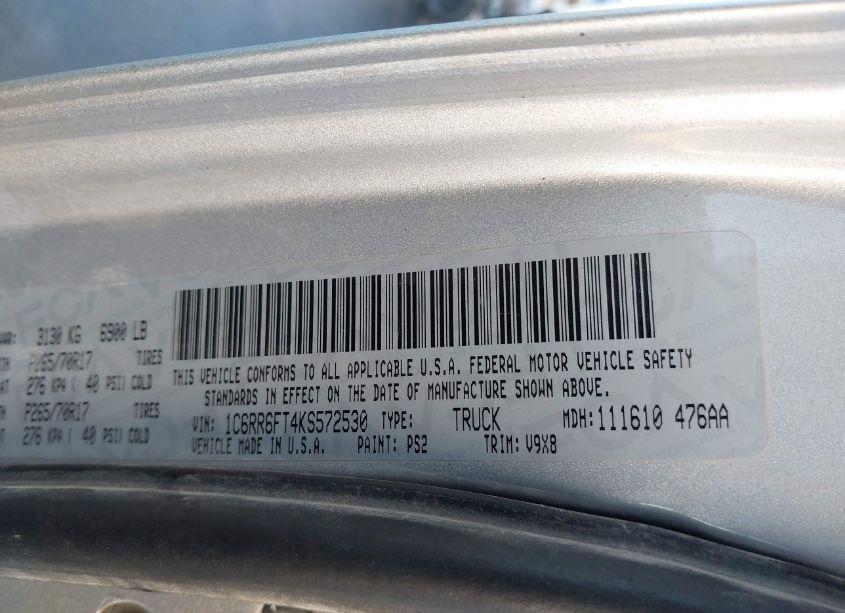 3130 KG 6900 LB
P265/70R17 TIRES
276 KPA ( 40 PSI) COLD
P265/70R17 TIRES
276 KPA ( 40 PSI) COLD
THIS VEHICLE CONFORMS TO ALL APPLICABLE U.S.A. FEDERAL MOTOR VEHICLE SAFETY
STANDARDS IN EFFECT ON THE DATE OF MANUFACTURE SHOWN ABOVE.
VIN: 1C6RR6FT4KS572530 TYPE: TRUCK MDH:111610 476AA
VEHICLE MADE IN U.S.A. PAINT: PS2 TRIM: V9X8